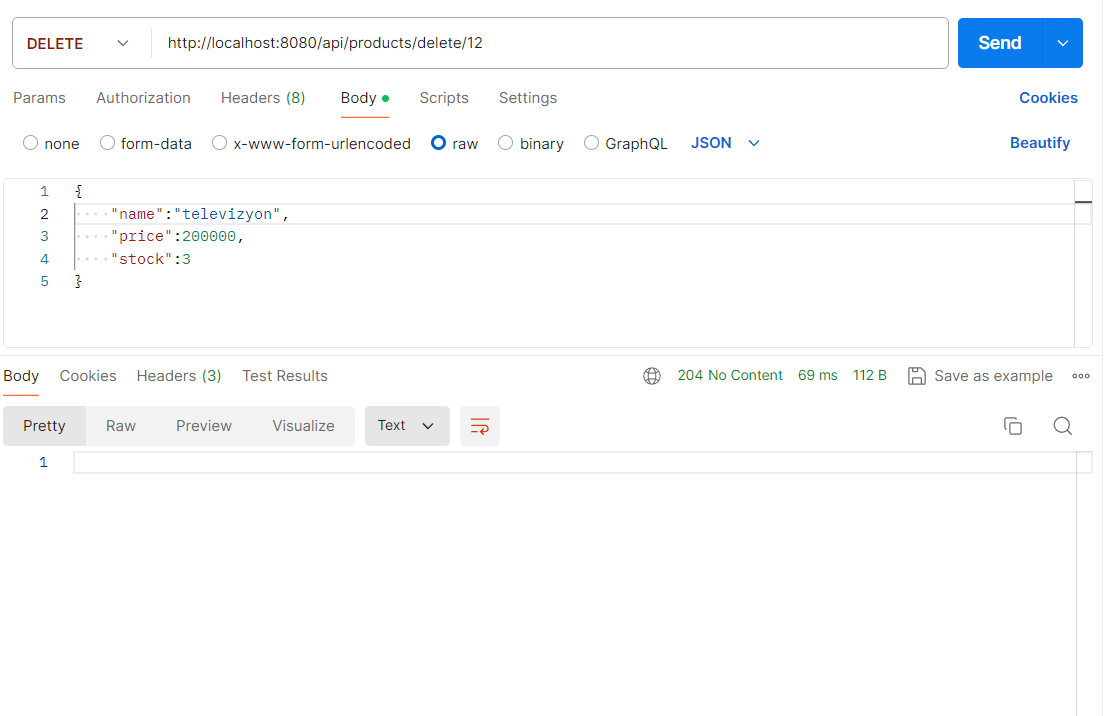 DELETE http://localhost:8080/api/products/delete/12 Send
Params Authorization Headers (8) Body Scripts Settings Cookies
none form-data x-www-form-urlencoded raw binary GraphQL JSON Beautify
1 {
2 ····"name":"televizyon",
3 ····"price":200000,
4 ····"stock":3
5 }
Body Cookies Headers (3) Test Results 204 No Content 69 ms 112 B Save as example
Pretty Raw Preview Visualize Text
1